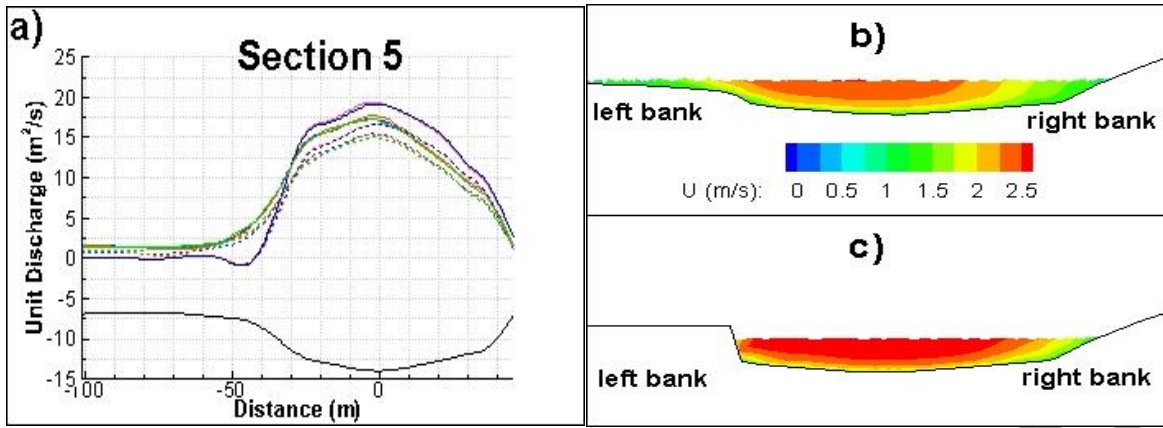 a)
Section 5
Unit Discharge (m²/s)
25
20
15
10
5
0
-5
-10
-15
-100
-50
0
Distance (m)
b)
left bank
right bank
U (m/s): 0 0.5 1 1.5 2 2.5
c)
left bank
right bank